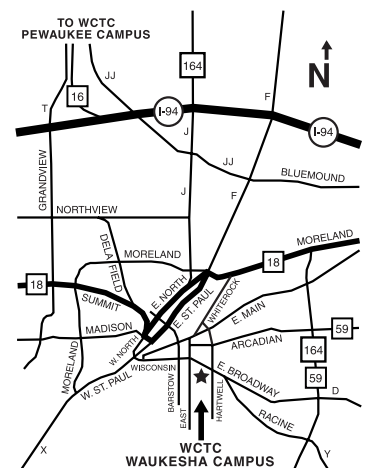 TO WCTC
PEWAUKEE CAMPUS
JJ
164
16
N
T
I-94
F
J
I-94
JJ
BLUEMOUND
GRANDVIEW
J
F
NORTHVIEW
DELAFIELD
MORELAND
MORELAND
18
18
SUMMIT
E. NORTH
E. ST. PAUL
WHITEROCK
E. MAIN
MADISON
W. NORTH
ARCADIAN
59
164
59
WISCONSIN
MORELAND
W. ST. PAUL
BARSTOW
EAST
HARTWELL
E. BROADWAY
D
RACINE
X
Y
WCTC
WAUKESHA CAMPUS